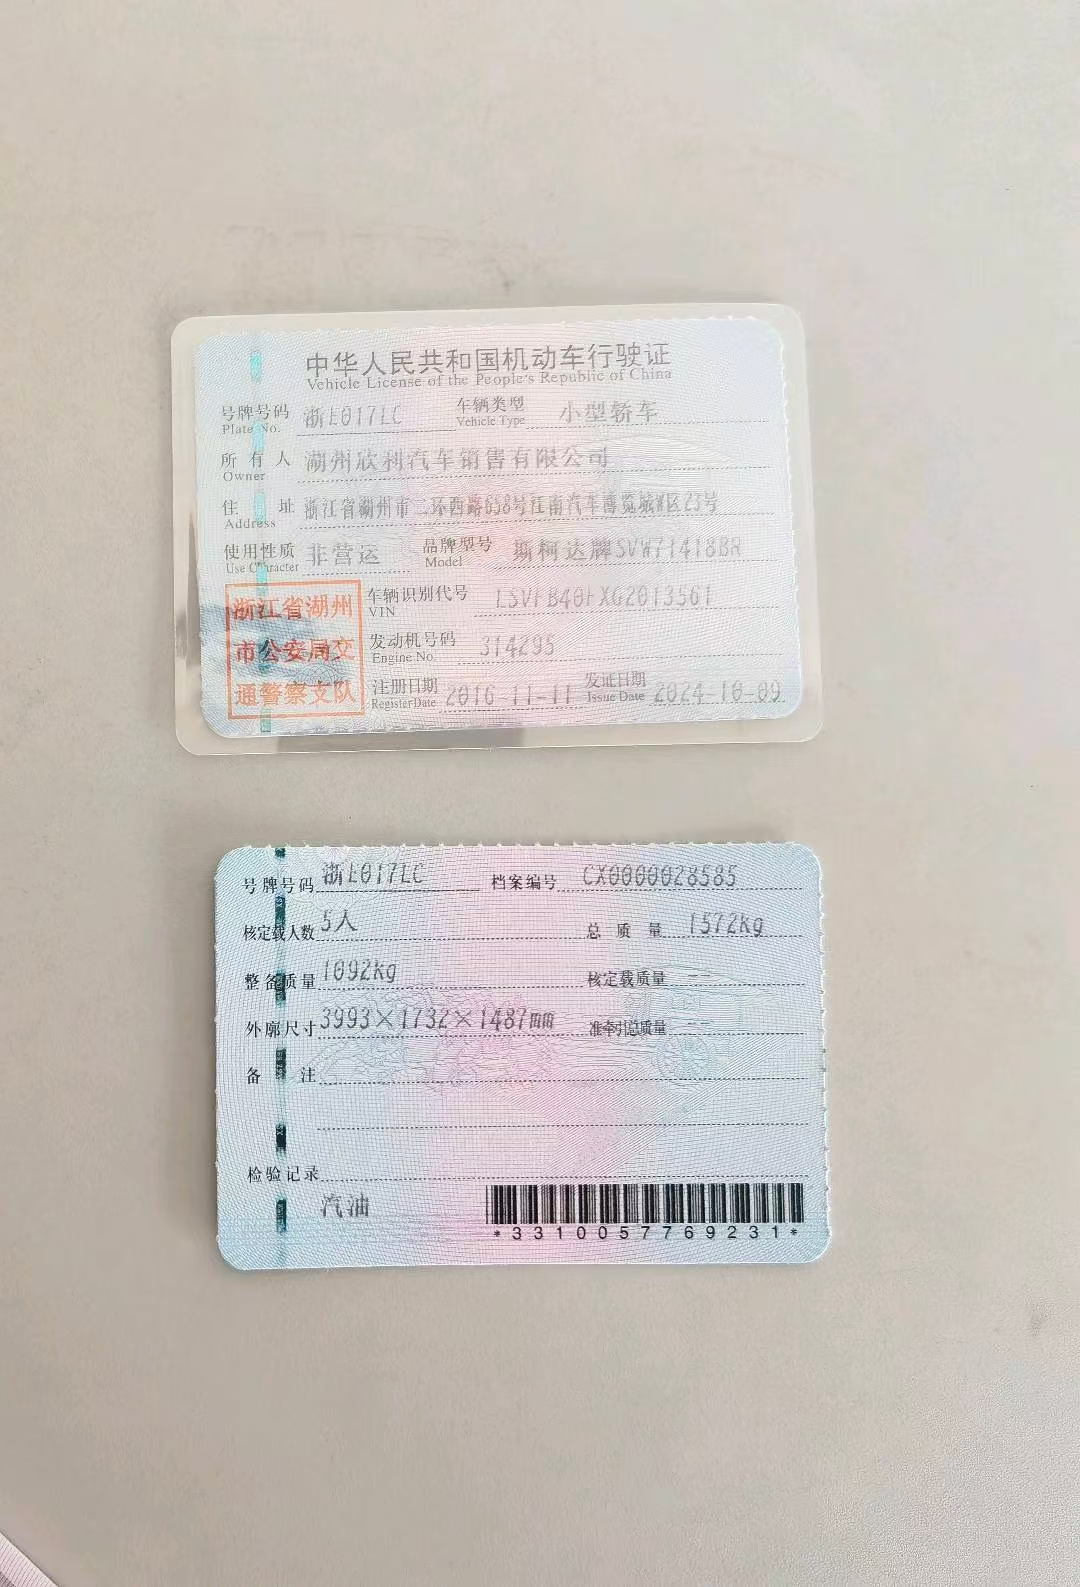 中华人民共和国机动车行驶证
Vehicle License of the People's Republic of China
号牌号码 浙E017LC 车辆类型 小型轿车
Plate No. Vehicle Type
所有人 湖州欣利汽车销售有限公司
Owner
住址 浙江省湖州市二环西路658号江南汽车博览城W区23号
Address
使用性质 非营运 品牌型号 斯柯达牌SVW71418BR
Use Character Model
浙江省湖州
市公安局交
通警察支队
车辆识别代号
VIN
发动机号码 314295
Engine No.
注册日期 2016-11-11 发证日期 2024-10-09
Register Date Issue Date
号牌号码 浙E017LC 档案编号 CX0000028585
核定载人数 5人 总质量 1572kg
整备质量 1092kg 核定载质量 --
外廓尺寸 3993×1732×1487mm 准牵引总质量 --
备注
检验记录
汽油
*3310057769231*